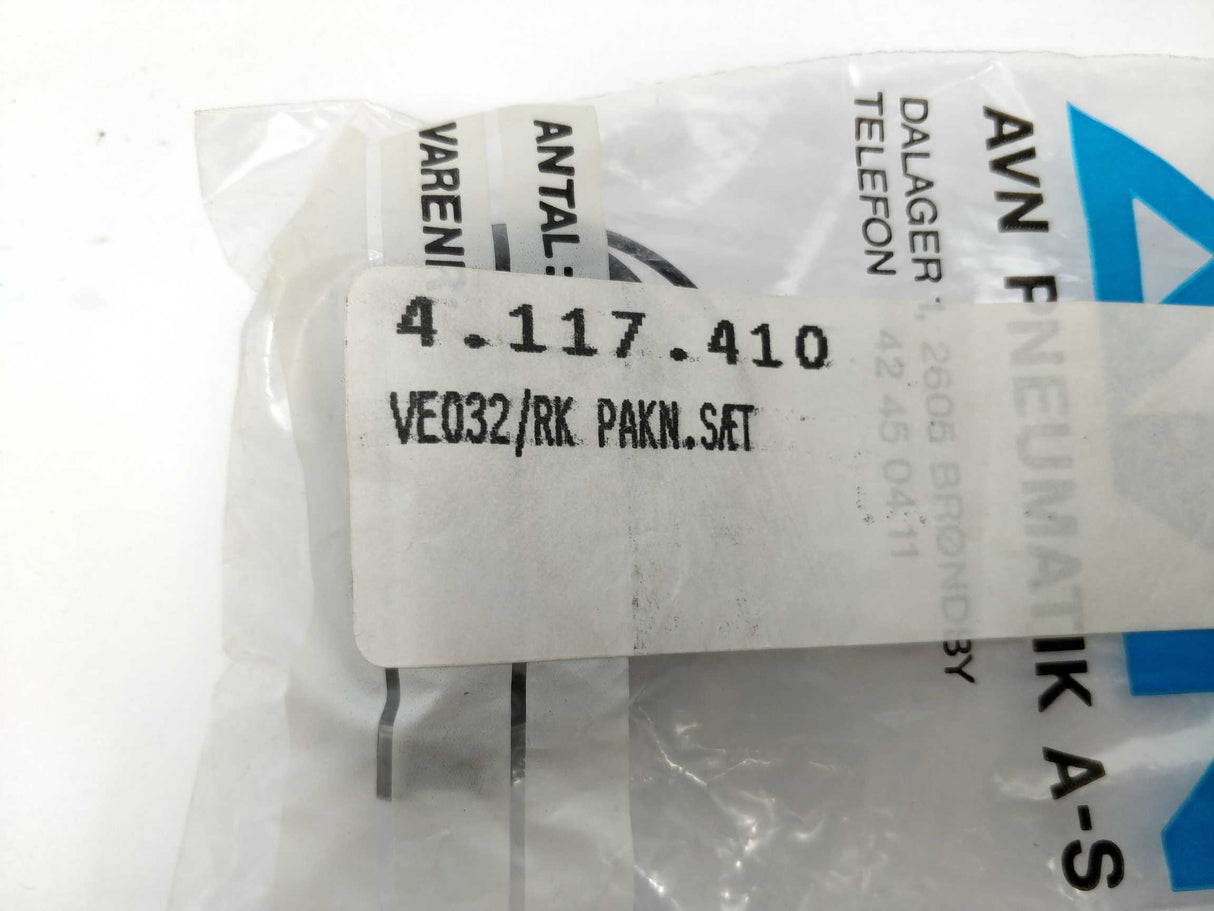 4.117.410
VE032/RK PAKN.SÆT
ANTAL:
VARENR
AVN PNEUMATIK A-S
DALAGER 1, 2605 BRØNDBY
TELEFON 42 45 04 11